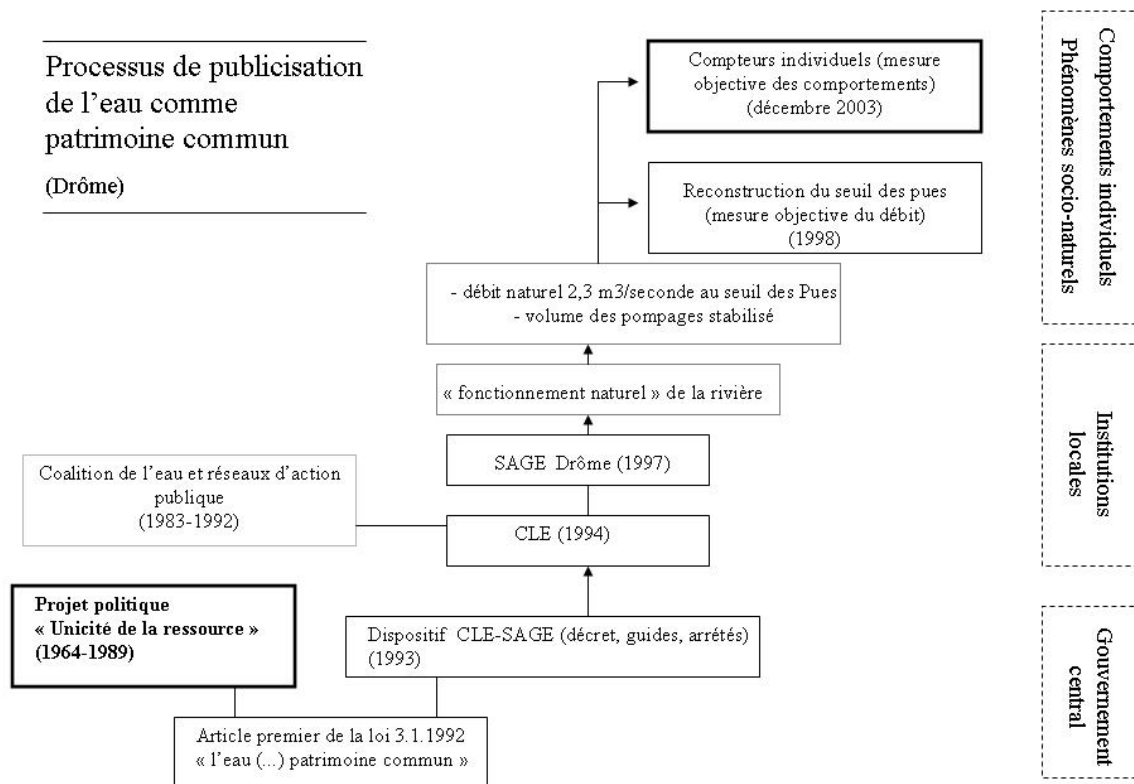 Processus de publicisation
de l'eau comme
patrimoine commun
(Drôme)
Compteurs individuels (mesure
objective des comportements)
(décembre 2003)
Reconstruction du seuil des pues
(mesure objective du débit)
(1998)
- débit naturel 2,3 m3/seconde au seuil des Pues
- volume des pompages stabilisé
« fonctionnement naturel » de la rivière
SAGE Drôme (1997)
Coalition de l'eau et réseaux d'action
publique
(1983-1992)
CLE (1994)
Projet politique
« Unicité de la ressource »
(1964-1989)
Dispositif CLE-SAGE (décret, guides, arrétés)
(1993)
Article premier de la loi 3.1.1992
« l'eau (...) patrimoine commun »
Comportements individuels
Phénomènes socio-naturels
Institutions
locales
Gouvernement
central